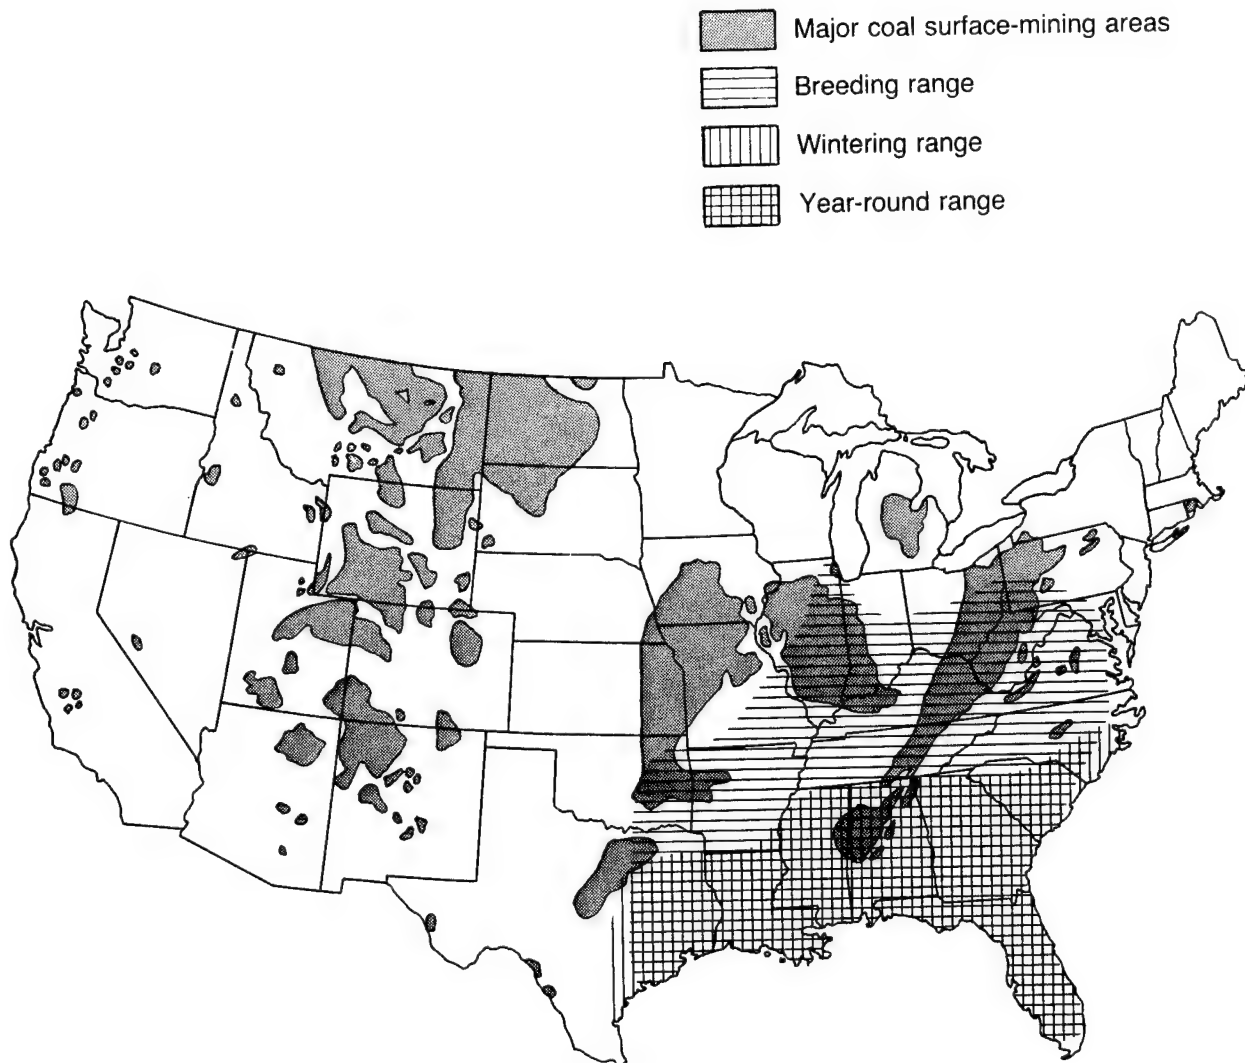 Major coal surface-mining areas
Breeding range
Wintering range
Year-round range